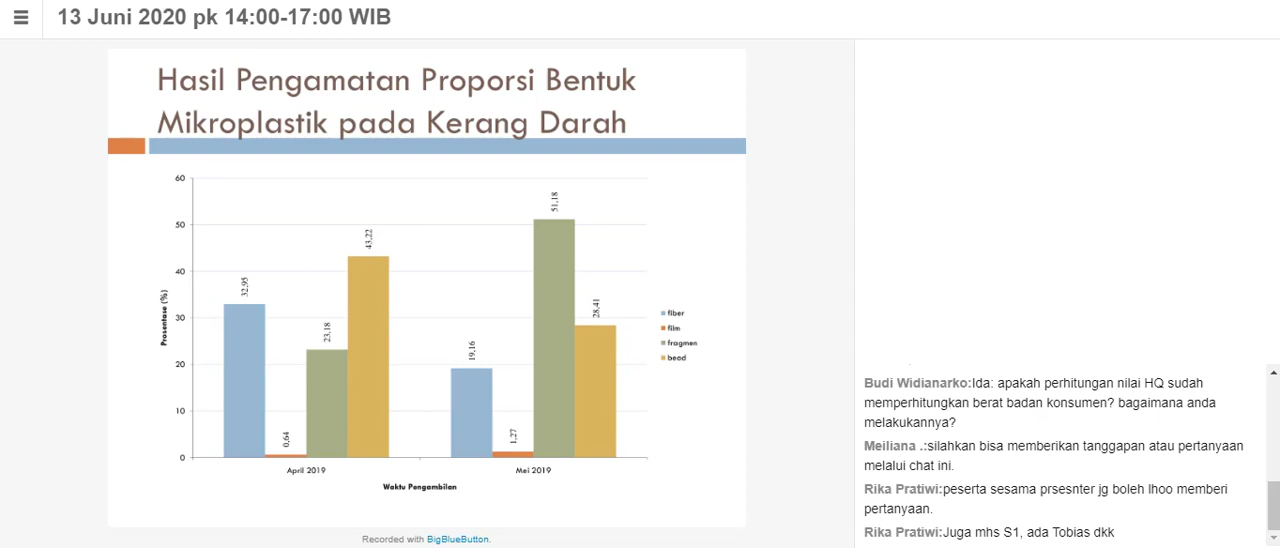 13 Juni 2020 pk 14:00-17:00 WIB
Hasil Pengamatan Proporsi Bentuk
Mikroplastik pada Kerang Darah
60
50
40
30
20
10
0
Prosentase (%)
32,95
0,64
23,18
43,22
19,16
1,27
51,18
28,41
April 2019
Mei 2019
Waktu Pengambilan
fiber
film
fragmen
bead
Recorded with BigBlueButton.
Budi Widianarko:Ida: apakah perhitungan nilai HQ sudah
memperhitungkan berat badan konsumen? bagaimana anda
melakukannya?
Meiliana .:silahkan bisa memberikan tanggapan atau pertanyaan
melalui chat ini.
Rika Pratiwi:peserta sesama prsesnter jg boleh lhoo memberi
pertanyaan.
Rika Pratiwi:Juga mhs S1, ada Tobias dkk